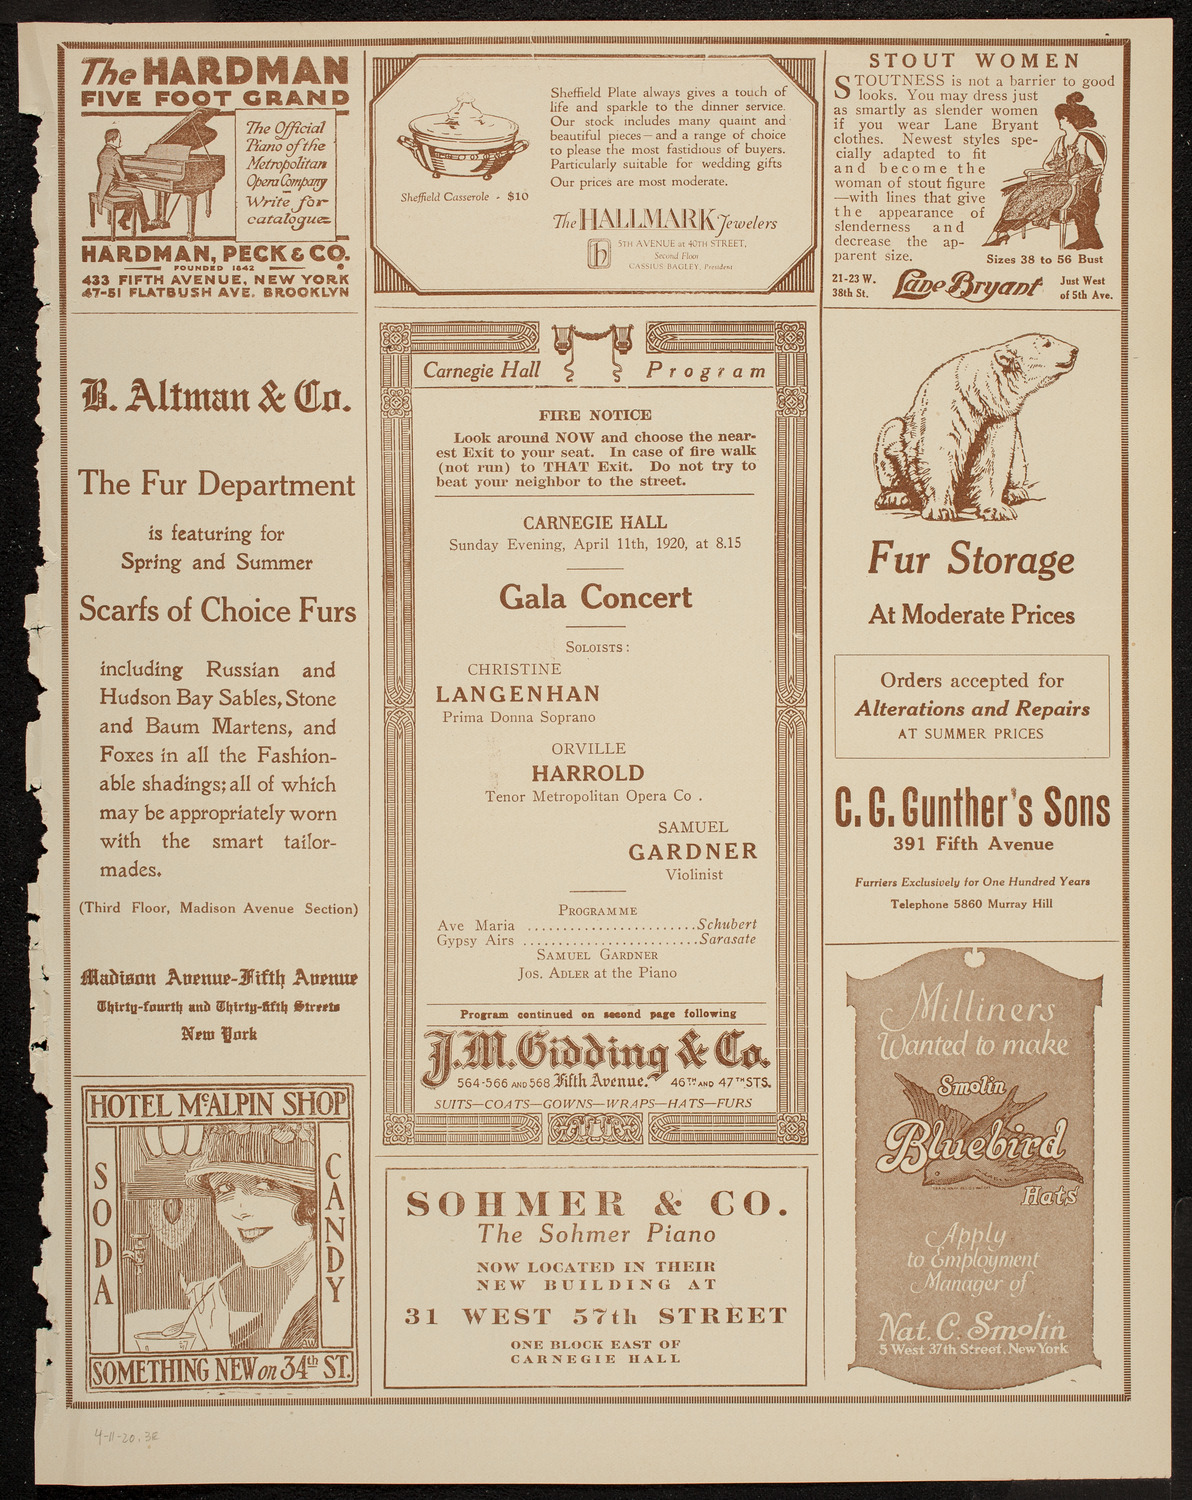 The HARDMAN
FIVE FOOT GRAND
The Official
Piano of the
Metropolitan
Opera Company
Write for
catalogue
HARDMAN, PECK & CO.
FOUNDED 1842
433 FIFTH AVENUE, NEW YORK
47-51 FLATBUSH AVE. BROOKLYN
B. Altman & Co.
The Fur Department
is featuring for
Spring and Summer
Scarfs of Choice Furs
including Russian and
Hudson Bay Sables, Stone
and Baum Martens, and
Foxes in all the Fashion-
able shadings; all of which
may be appropriately worn
with the smart tailor-
mades.
(Third Floor, Madison Avenue Section)
Madison Avenue-Fifth Avenue
Thirty-fourth and Thirty-fifth Streets
New York
HOTEL McALPIN SHOP
SODA
CANDY
SOMETHING NEW on 34th ST.
Sheffield Casserole - $10
Sheffield Plate always gives a touch of
life and sparkle to the dinner service.
Our stock includes many quaint and
beautiful pieces—and a range of choice
to please the most fastidious of buyers.
Particularly suitable for wedding gifts
Our prices are most moderate.
The HALLMARK Jewelers
h
5TH AVENUE at 40TH STREET,
Second Floor
CASSIUS BAGLEY, President
Carnegie Hall Program
FIRE NOTICE
Look around NOW and choose the near-
est Exit to your seat. In case of fire walk
(not run) to THAT Exit. Do not try to
beat your neighbor to the street.
CARNEGIE HALL
Sunday Evening, April 11th, 1920, at 8.15
Gala Concert
SOLOISTS:
CHRISTINE
LANGENHAN
Prima Donna Soprano
ORVILLE
HARROLD
Tenor Metropolitan Opera Co .
SAMUEL
GARDNER
Violinist
PROGRAMME
Ave Maria ........................Schubert
Gypsy Airs ........................Sarasate
SAMUEL GARDNER
Jos. ADLER at the Piano
Program continued on second page following
J.M. Gidding & Co.
564-566 AND 568 Fifth Avenue. 46TH AND 47TH STS.
SUITS—COATS—GOWNS—WRAPS—HATS—FURS
SOHMER & CO.
The Sohmer Piano
NOW LOCATED IN THEIR
NEW BUILDING AT
31 WEST 57th STREET
ONE BLOCK EAST OF
CARNEGIE HALL
STOUT WOMEN
STOUTNESS is not a barrier to good
looks. You may dress just
as smartly as slender women
if you wear Lane Bryant
clothes. Newest styles spe-
cially adapted to fit
and become the
woman of stout figure
—with lines that give
the appearance of
slenderness and
decrease the ap-
parent size.
Sizes 38 to 56 Bust
21-23 W.
38th St.
Lane Bryant
Just West
of 5th Ave.
Fur Storage
At Moderate Prices
Orders accepted for
Alterations and Repairs
AT SUMMER PRICES
C. G. Gunther's Sons
391 Fifth Avenue
Furriers Exclusively for One Hundred Years
Telephone 5860 Murray Hill
Milliners
Wanted to make
Smolin
Bluebird
Hats
Apply
to Employment
Manager of
Nat. C. Smolin
5 West 37th Street, New York
4-11-20.3E